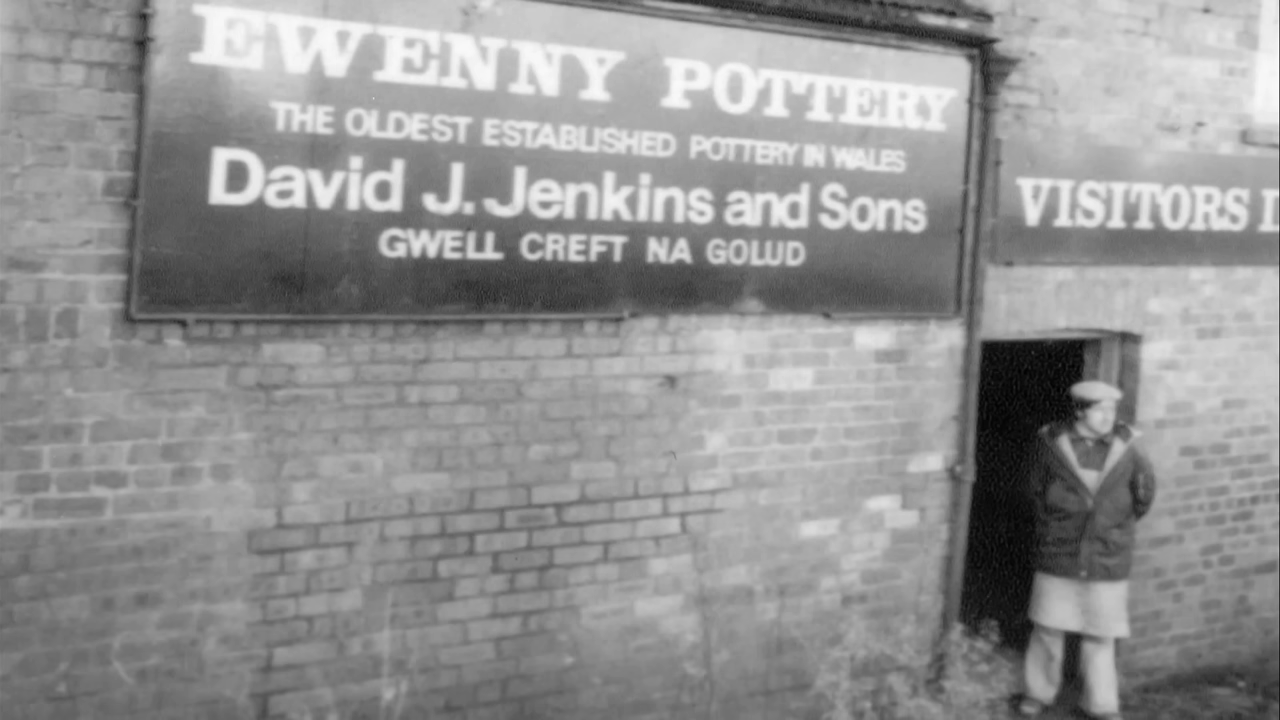 EWENNY POTTERY
THE OLDEST ESTABLISHED POTTERY IN WALES
David J. Jenkins and Sons
GWELL CREFT NA GOLUD
VISITORS